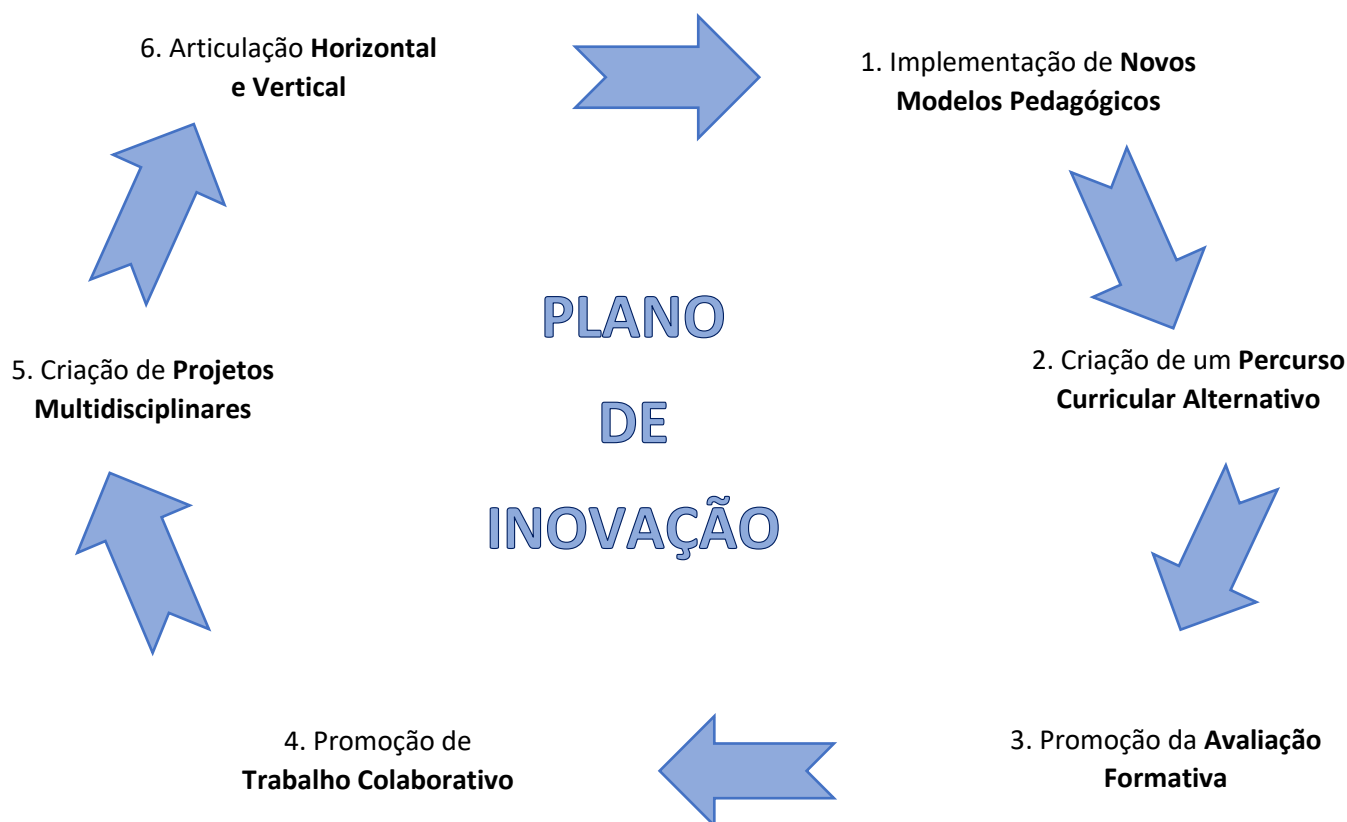 6. Articulação Horizontal
e Vertical
1. Implementação de Novos
Modelos Pedagógicos
PLANO
DE
INOVAÇÃO
5. Criação de Projetos
Multidisciplinares
2. Criação de um Percurso
Curricular Alternativo
4. Promoção de
Trabalho Colaborativo
3. Promoção da Avaliação
Formativa